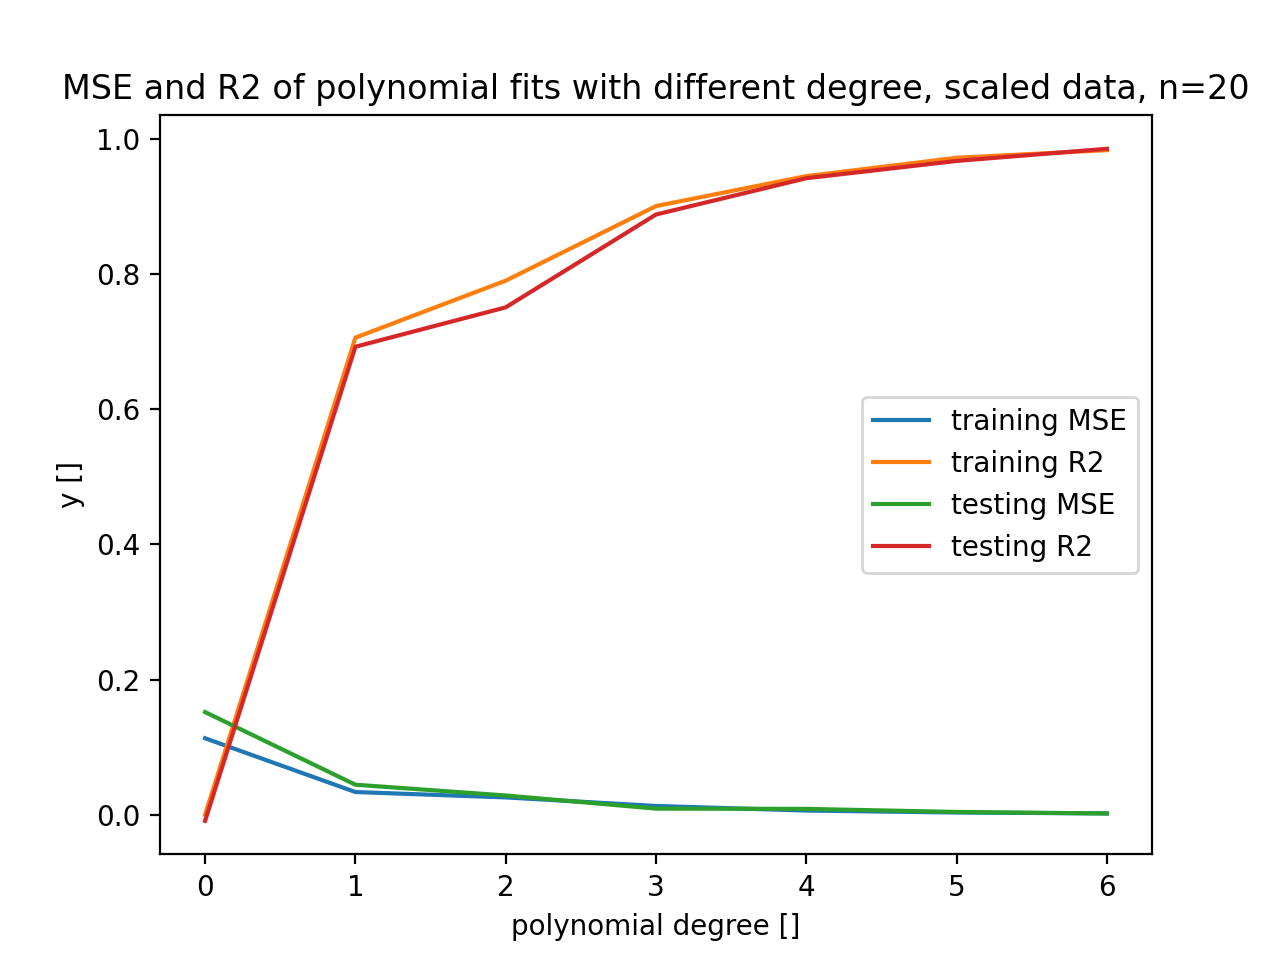 MSE and R2 of polynomial fits with different degree, scaled data, n=20
1.0
0.8
0.6
0.4
0.2
0.0
y []
training MSE
training R2
testing MSE
testing R2
0 1 2 3 4 5 6
polynomial degree []